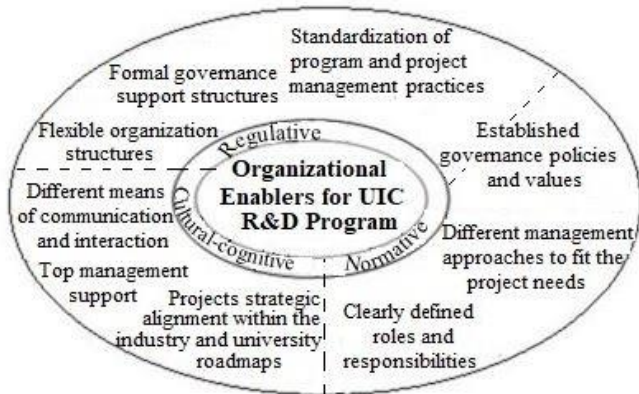 Standardization of
program and project
management practices
Formal governance
support structures
Flexible organization
structures
Established
governance policies
and values
Regulative
Organizational
Enablers for UIC
R&D Program
Cultural-cognitive
Normative
Different means
of communication
and interaction
Top management
support
Projects strategic
alignment within the
industry and university
roadmaps
Different management
approaches to fit the
project needs
Clearly defined
roles and
responsibilities